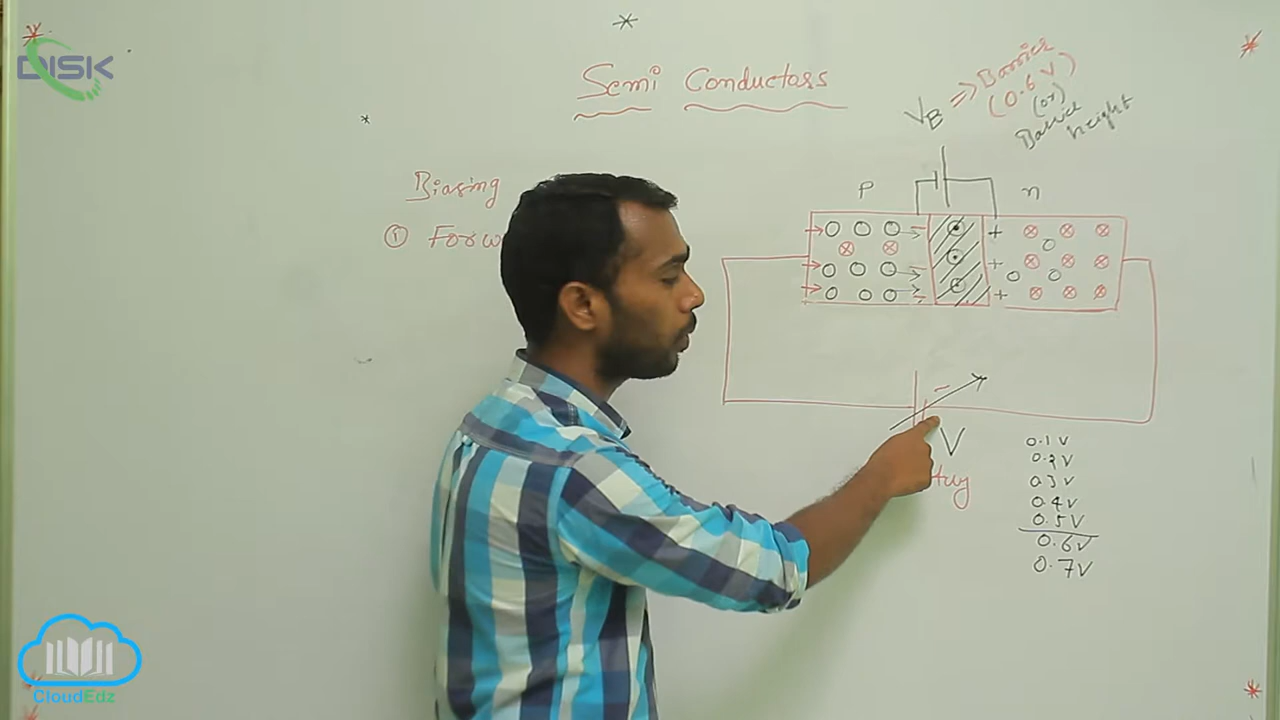 DISK
Semi Conductors
VB => Barrier
(0.6 V)
(or)
Barrier
height
Biasing
P
n
① Forw
-
+
-
+
-
+
-
V
0.1 V
0.2 V
0.3 V
0.4 V
0.5 V
0.6 V
0.7 V
CloudEdz